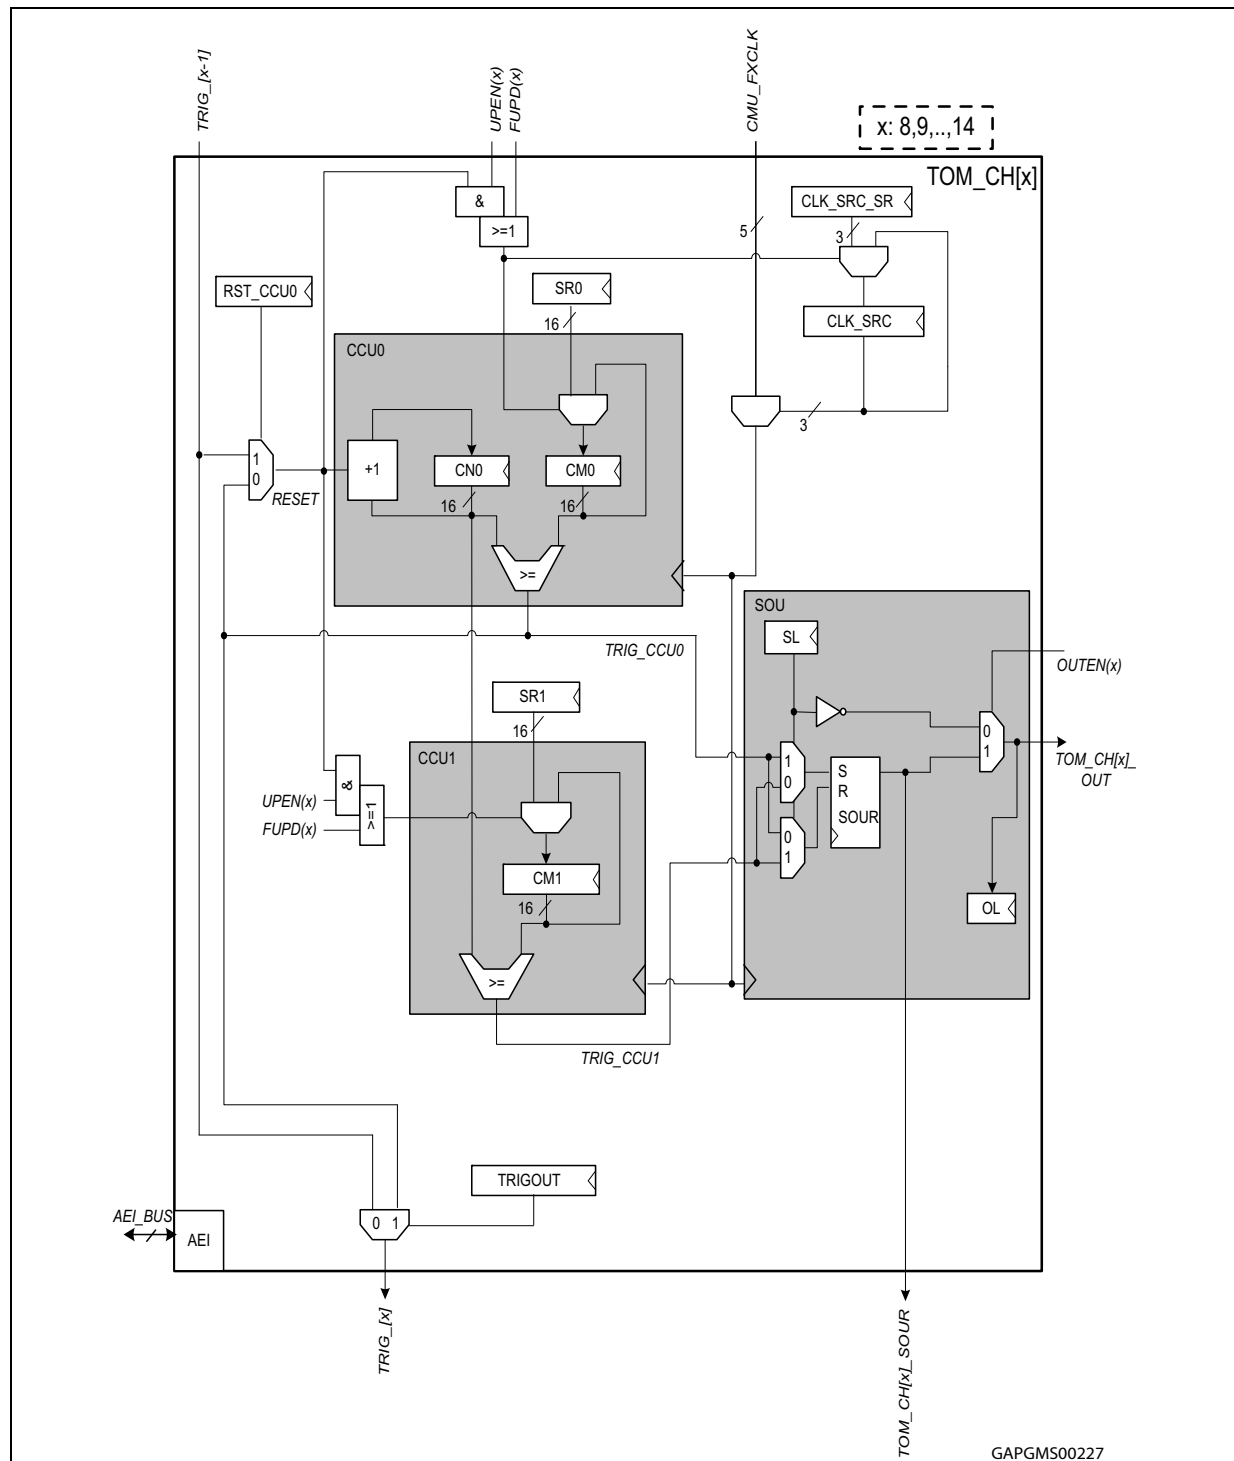 TRIG_[x-1]
UPEN(x)
FUPD(x)
CMU_FXCLK
x: 8,9,..,14
TOM_CH[x]
&
>=1
5
CLK_SRC_SR
3
RST_CCU0
SR0
16
CLK_SRC
CCU0
3
1
0
RESET
+1
CN0
CM0
16
16
>=
SOU
SL
TRIG_CCU0
OUTEN(x)
SR1
16
0
1
TOM_CH[x]_
OUT
CCU1
1
0
S
R
SOUR
&
UPEN(x)
>=1
FUPD(x)
0
1
CM1
16
OL
>=
TRIG_CCU1
TRIGOUT
AEI_BUS
AEI
0 1
TRIG_[x]
TOM_CH[x]_SOUR
GAPGMS00227